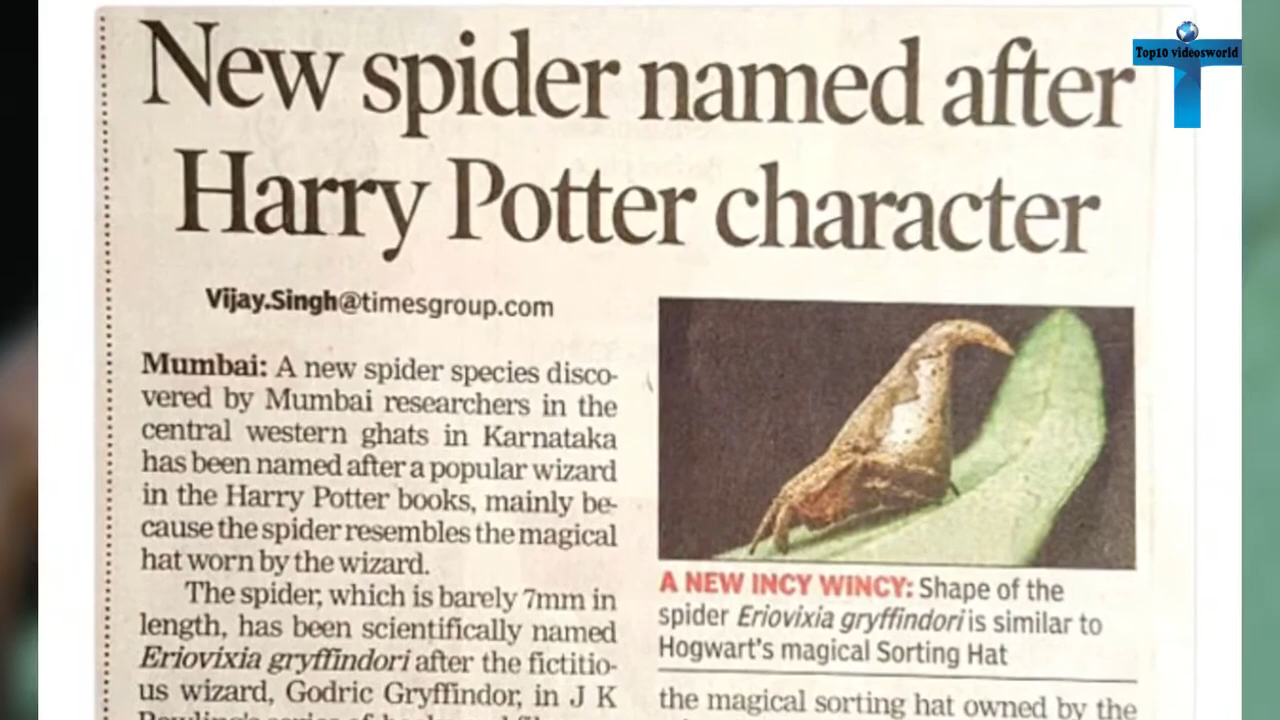 New spider named after
Harry Potter character
Vijay.Singh@timesgroup.com
Mumbai: A new spider species disco-
vered by Mumbai researchers in the
central western ghats in Karnataka
has been named after a popular wizard
in the Harry Potter books, mainly be-
cause the spider resembles the magical
hat worn by the wizard.
The spider, which is barely 7mm in
length, has been scientifically named
Eriovixia gryffindori after the fictitio-
us wizard, Godric Gryffindor, in J K
A NEW INCY WINCY: Shape of the
spider Eriovixia gryffindori is similar to
Hogwart's magical Sorting Hat
the magical sorting hat owned by the
Top10 videosworld